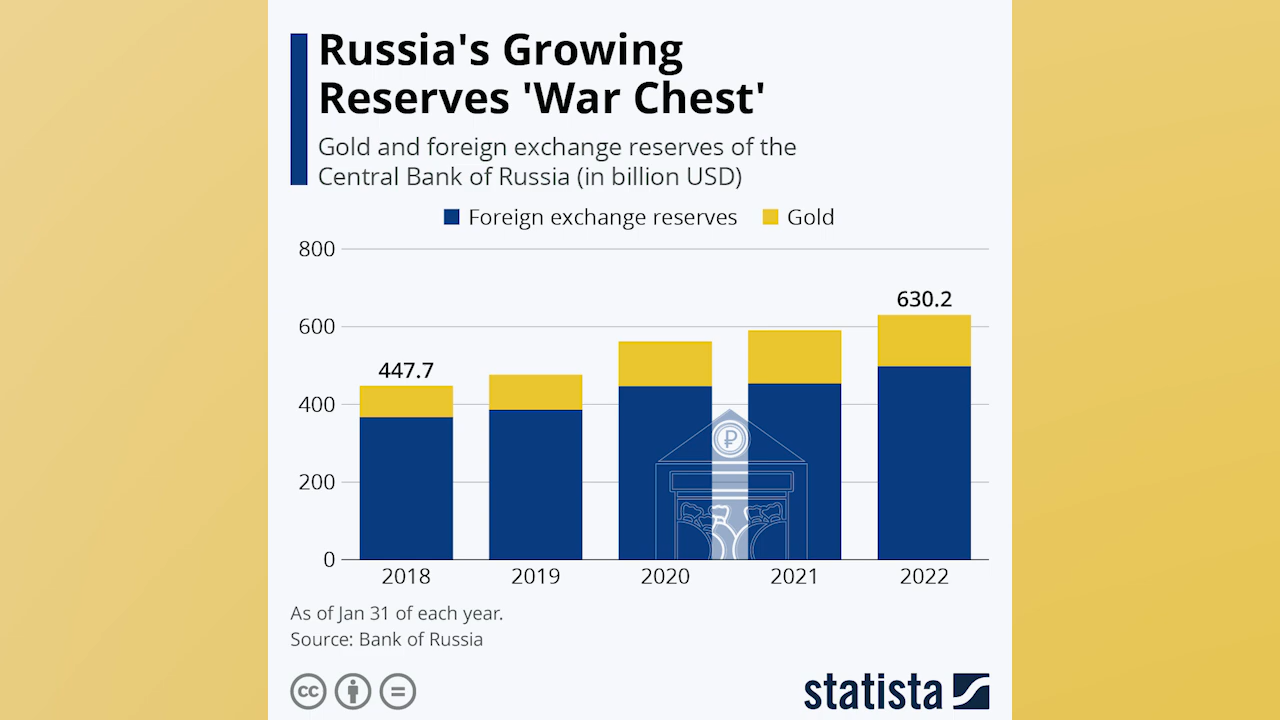 Russia's Growing
Reserves 'War Chest'
Gold and foreign exchange reserves of the
Central Bank of Russia (in billion USD)
Foreign exchange reserves Gold
800
630.2
600
447.7
400
₽
200
0
2018 2019 2020 2021 2022
As of Jan 31 of each year.
Source: Bank of Russia
cc =
statista